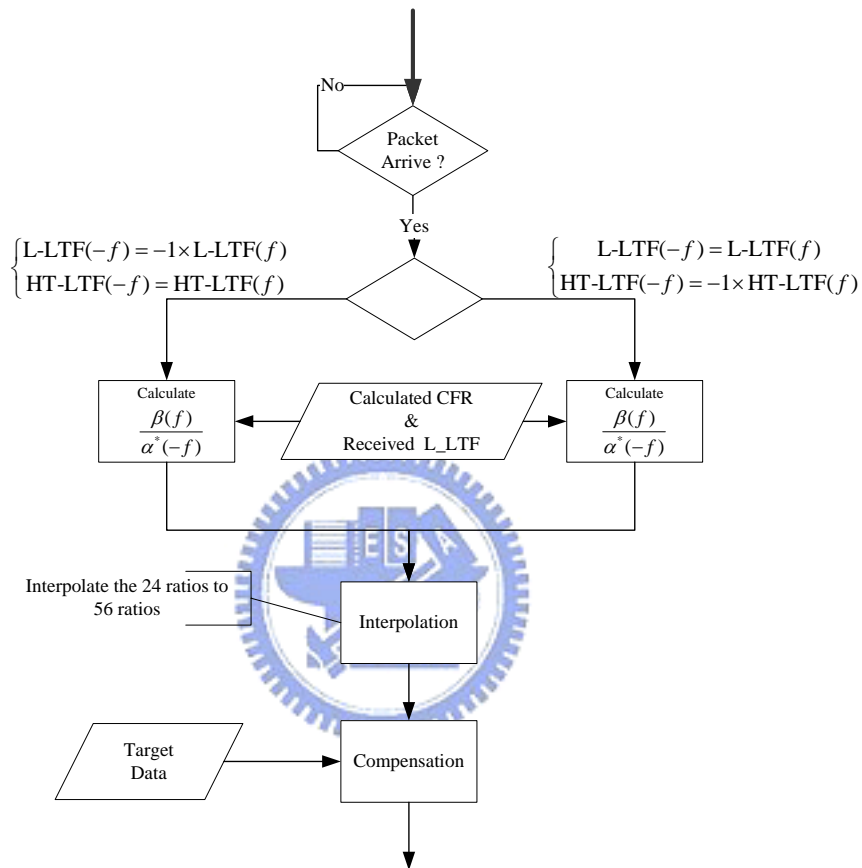 No
Packet
Arrive ?
Yes
L-LTF(−f) = −1× L-LTF(f)
HT-LTF(−f) = HT-LTF(f)
L-LTF(−f) = L-LTF(f)
HT-LTF(−f) = −1× HT-LTF(f)
Calculate
β(f)
α*(−f)
Calculated CFR
&
Received L_LTF
Calculate
β(f)
α*(−f)
E S A
Interpolate the 24 ratios to
56 ratios
Interpolation
Target
Data
Compensation